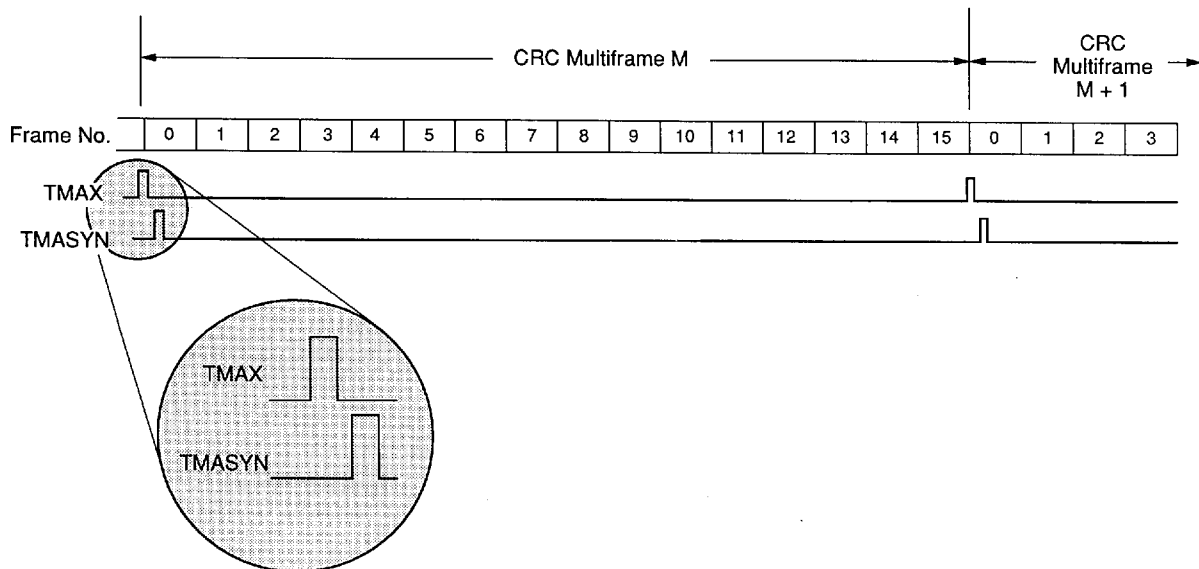 CRC Multiframe M
CRC
Multiframe
M + 1
Frame No. 0 1 2 3 4 5 6 7 8 9 10 11 12 13 14 15 0 1 2 3
TMAX
TMASYN
TMAX
TMASYN